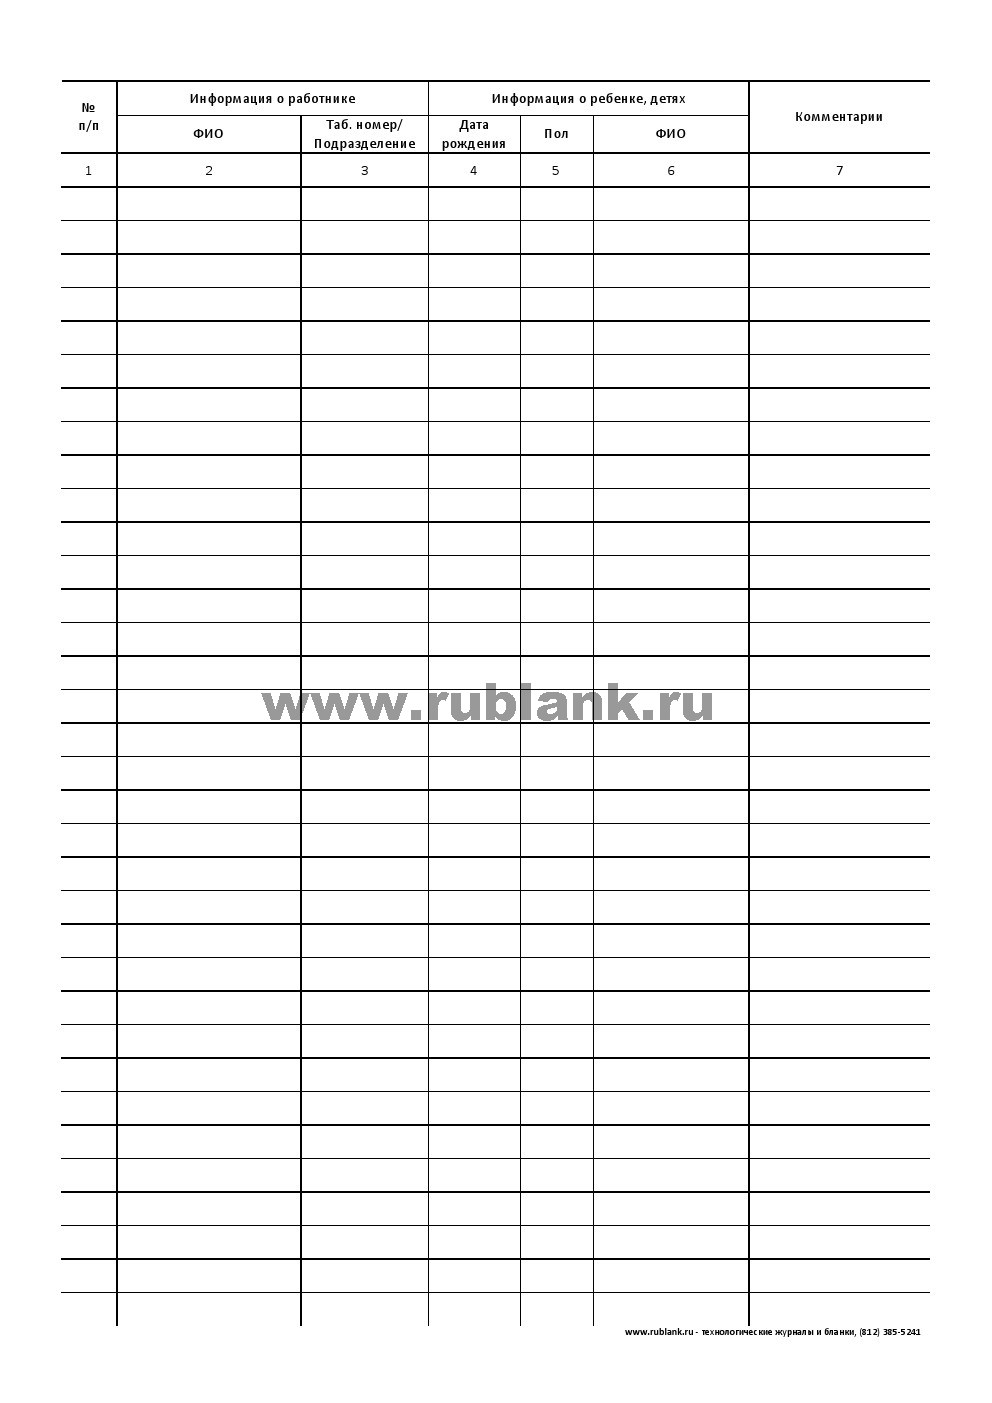 №
п/п
Информация о работнике
Информация о ребенке, детях
Комментарии
ФИО
Таб. номер/
Подразделение
Дата
рождения
Пол
ФИО
1 2 3 4 5 6 7
www.rublank.ru
www.rublank.ru - технологические журналы и бланки, (812) 385-5241